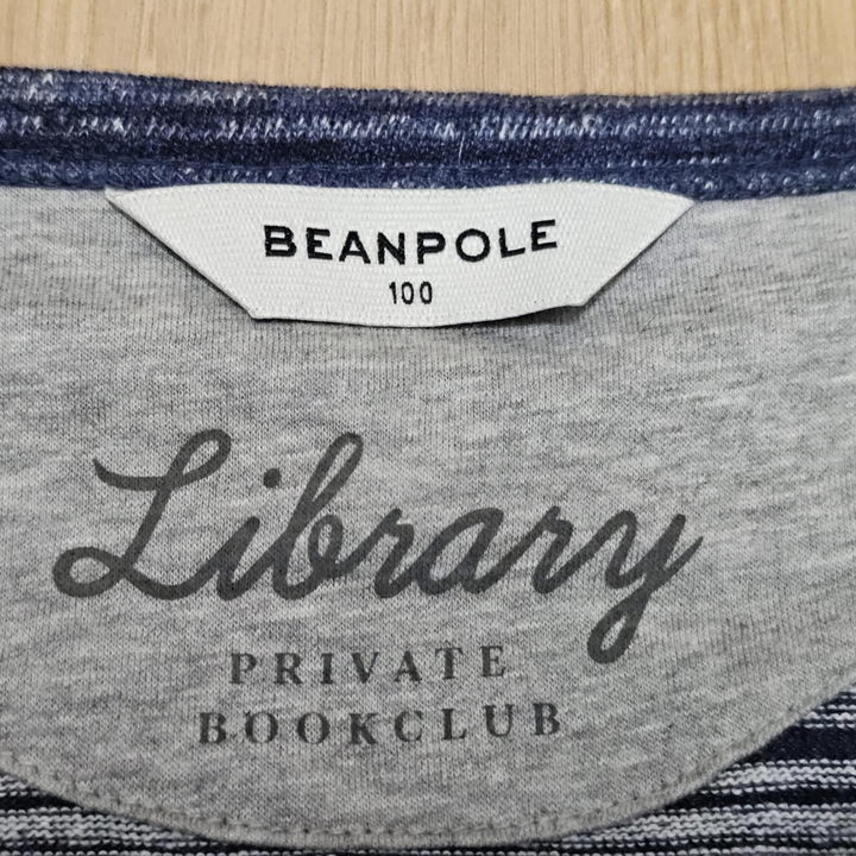 BEANPOLE
100
Library
PRIVATE
BOOKCLUB